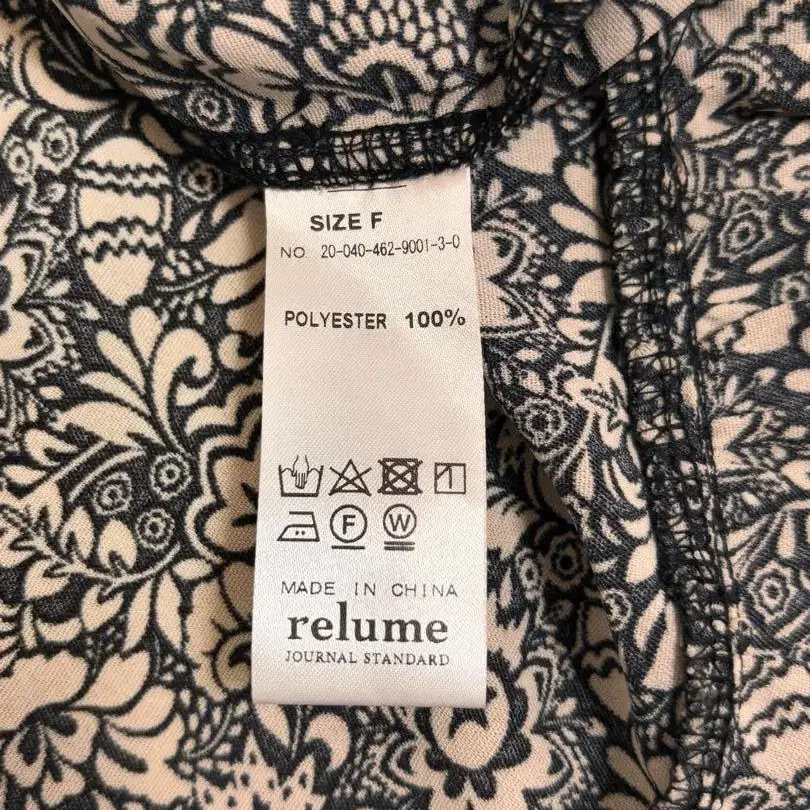 SIZE F
NO 20-040-462-9001-3-0
POLYESTER 100%
F W
MADE IN CHINA
relume
JOURNAL STANDARD